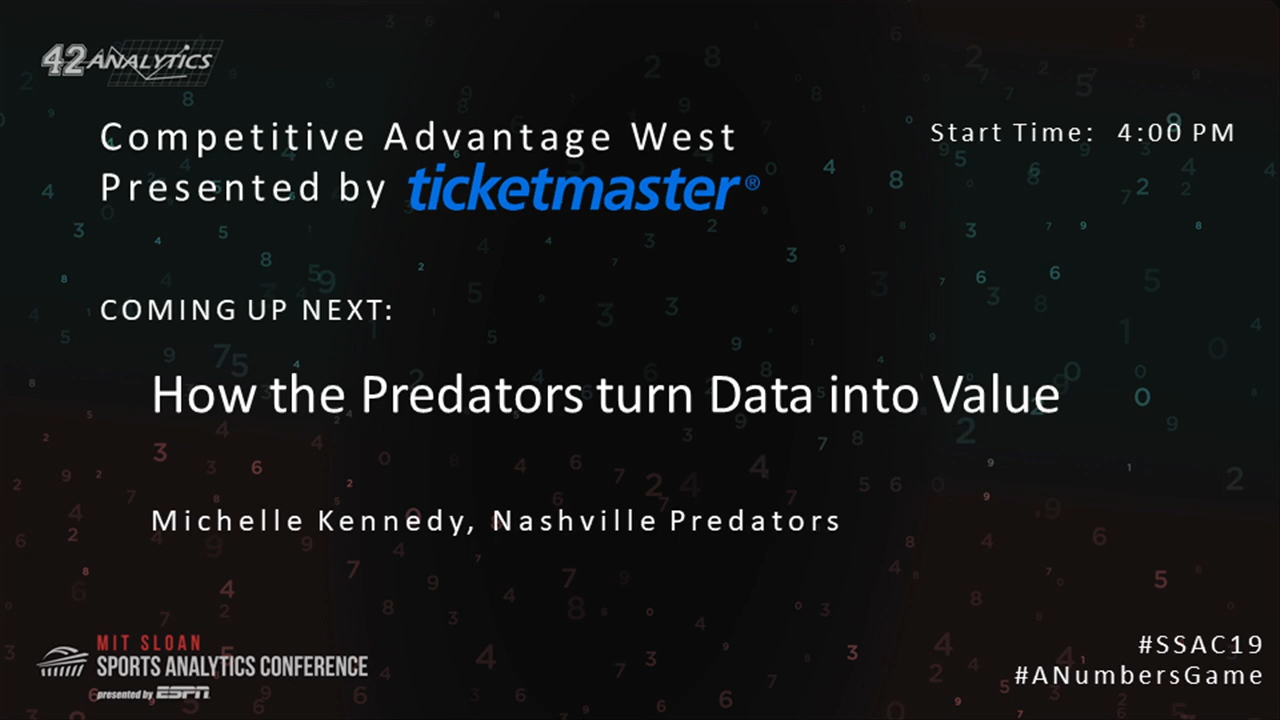 42 ANALYTICS
Competitive Advantage West
Start Time: 4:00 PM
Presented by ticketmaster®
COMING UP NEXT:
How the Predators turn Data into Value
Michelle Kennedy, Nashville Predators
MIT SLOAN
SPORTS ANALYTICS CONFERENCE
presented by ESPN
#SSAC19
#ANumbersGame